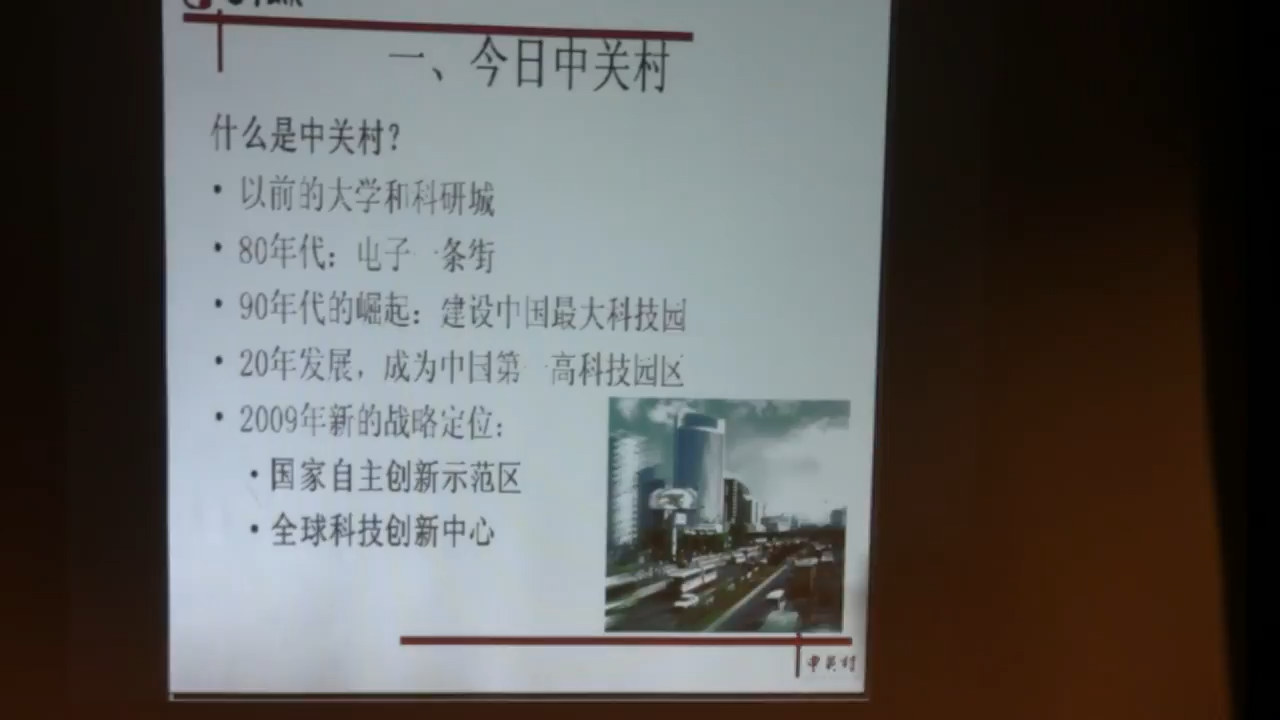 一、今日中关村
什么是中关村?
• 以前的大学和科研城
• 80年代：电子一条街
• 90年代的崛起：建设中国最大科技园
• 20年发展，成为中国第一高科技园区
• 2009年新的战略定位：
• 国家自主创新示范区
• 全球科技创新中心
中关村